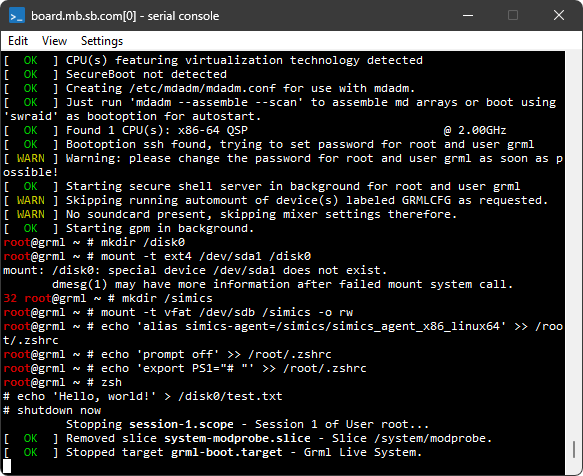 board.mb.sb.com[0] - serial console
Edit View Settings
[  OK  ] CPU(s) featuring virtualization technology detected
[  OK  ] SecureBoot not detected
[  OK  ] Creating /etc/mdadm/mdadm.conf for use with mdadm.
[  OK  ] Just run 'mdadm --assemble --scan' to assemble md arrays or boot using
'swraid' as bootoption for autostart.
[  OK  ] Found 1 CPU(s): x86-64 QSP                            @ 2.00GHz
[  OK  ] Bootoption ssh found, trying to set password for root and user grml
[ WARN ] Warning: please change the password for root and user grml as soon as p
ossible!
[  OK  ] Starting secure shell server in background for root and user grml
[ WARN ] Skipping running automount of device(s) labeled GRMLCFG as requested.
[ WARN ] No soundcard present, skipping mixer settings therefore.
[  OK  ] Starting gpm in background.
root@grml ~ # mkdir /disk0
root@grml ~ # mount -t ext4 /dev/sda1 /disk0
mount: /disk0: special device /dev/sda1 does not exist.
       dmesg(1) may have more information after failed mount system call.
32 root@grml ~ # mkdir /simics
root@grml ~ # mount -t vfat /dev/sdb /simics -o rw
root@grml ~ # echo 'alias simics-agent=/simics/simics_agent_x86_linux64' >> /roo
t/.zshrc
root@grml ~ # echo 'prompt off' >> /root/.zshrc
root@grml ~ # echo 'export PS1="# "' >> /root/.zshrc
root@grml ~ # zsh
# echo 'Hello, world!' > /disk0/test.txt
# shutdown now
         Stopping session-1.scope - Session 1 of User root...
[  OK  ] Removed slice system-modprobe.slice - Slice /system/modprobe.
[  OK  ] Stopped target grml-boot.target - Grml Live System.